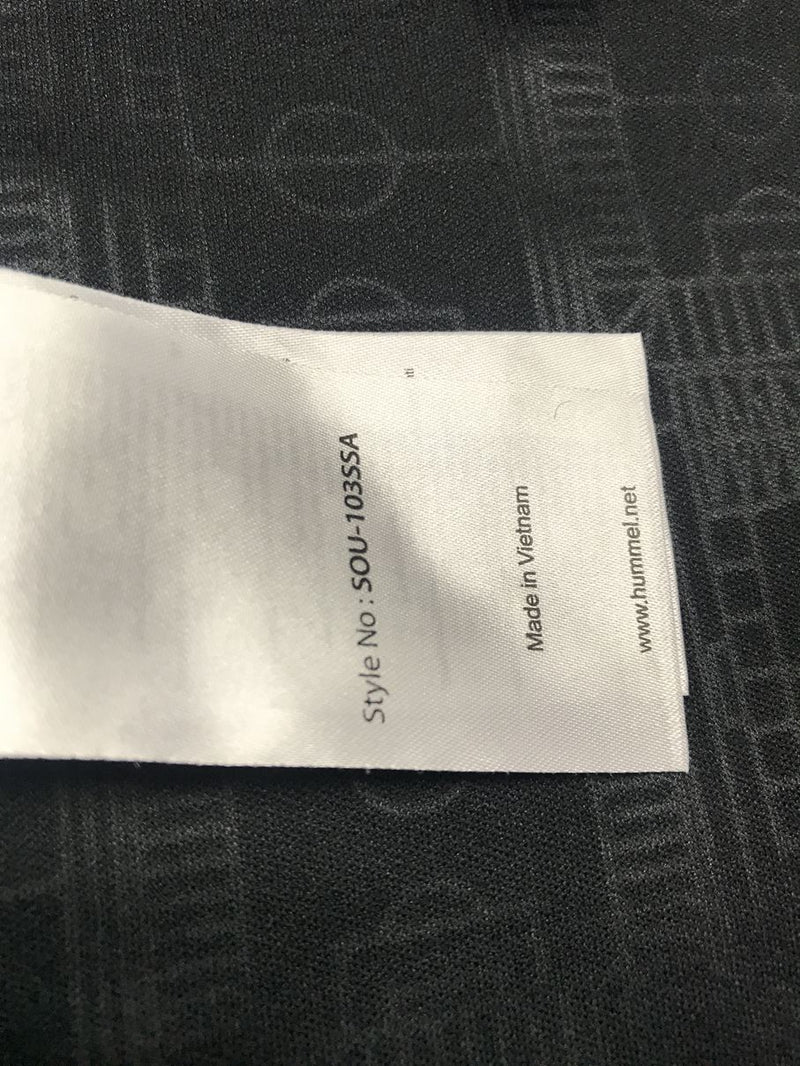 Style No : SOU-103SSA
Made in Vietnam
www.hummel.net